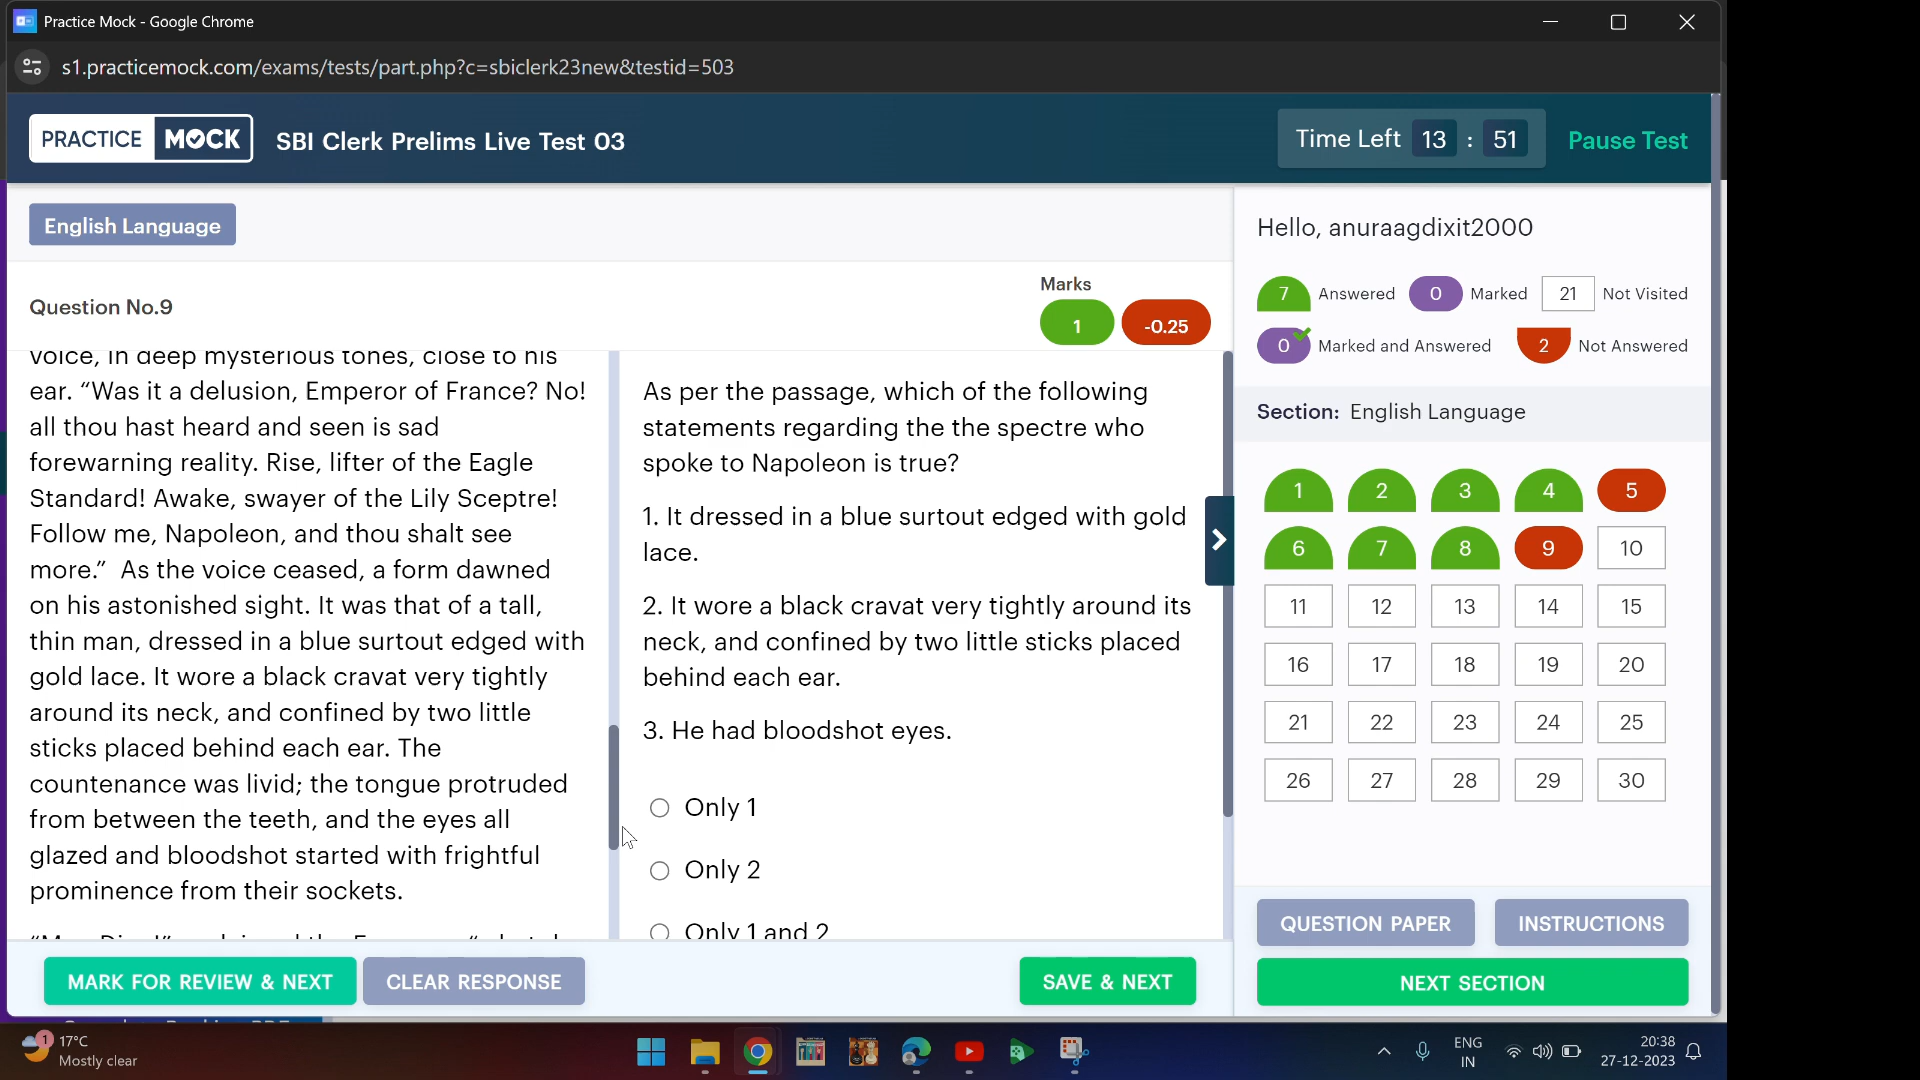 Practice Mock - Google Chrome
s1.practicemock.com/exams/tests/part.php?c=sbiclerk23new&testid=503
PRACTICE MOCK
SBI Clerk Prelims Live Test 03
Time Left 13 : 51
Pause Test
English Language
Question No.9
Marks
1 -0.25
voice, in deep mysterious tones, close to his
ear. “Was it a delusion, Emperor of France? No!
all thou hast heard and seen is sad
forewarning reality. Rise, lifter of the Eagle
Standard! Awake, swayer of the Lily Sceptre!
Follow me, Napoleon, and thou shalt see
more.” As the voice ceased, a form dawned
on his astonished sight. It was that of a tall,
thin man, dressed in a blue surtout edged with
gold lace. It wore a black cravat very tightly
around its neck, and confined by two little
sticks placed behind each ear. The
countenance was livid; the tongue protruded
from between the teeth, and the eyes all
glazed and bloodshot started with frightful
prominence from their sockets.
As per the passage, which of the following
statements regarding the the spectre who
spoke to Napoleon is true?
1. It dressed in a blue surtout edged with gold
lace.
2. It wore a black cravat very tightly around its
neck, and confined by two little sticks placed
behind each ear.
3. He had bloodshot eyes.
Only 1
Only 2
Only 1 and 2
MARK FOR REVIEW & NEXT
CLEAR RESPONSE
SAVE & NEXT
Hello, anuraagdixit2000
7 Answered 0 Marked 21 Not Visited
0 Marked and Answered 2 Not Answered
Section: English Language
1 2 3 4 5
6 7 8 9 10
11 12 13 14 15
16 17 18 19 20
21 22 23 24 25
26 27 28 29 30
QUESTION PAPER
INSTRUCTIONS
NEXT SECTION
1
17°C
Mostly clear
ENG
IN
20:38
27-12-2023